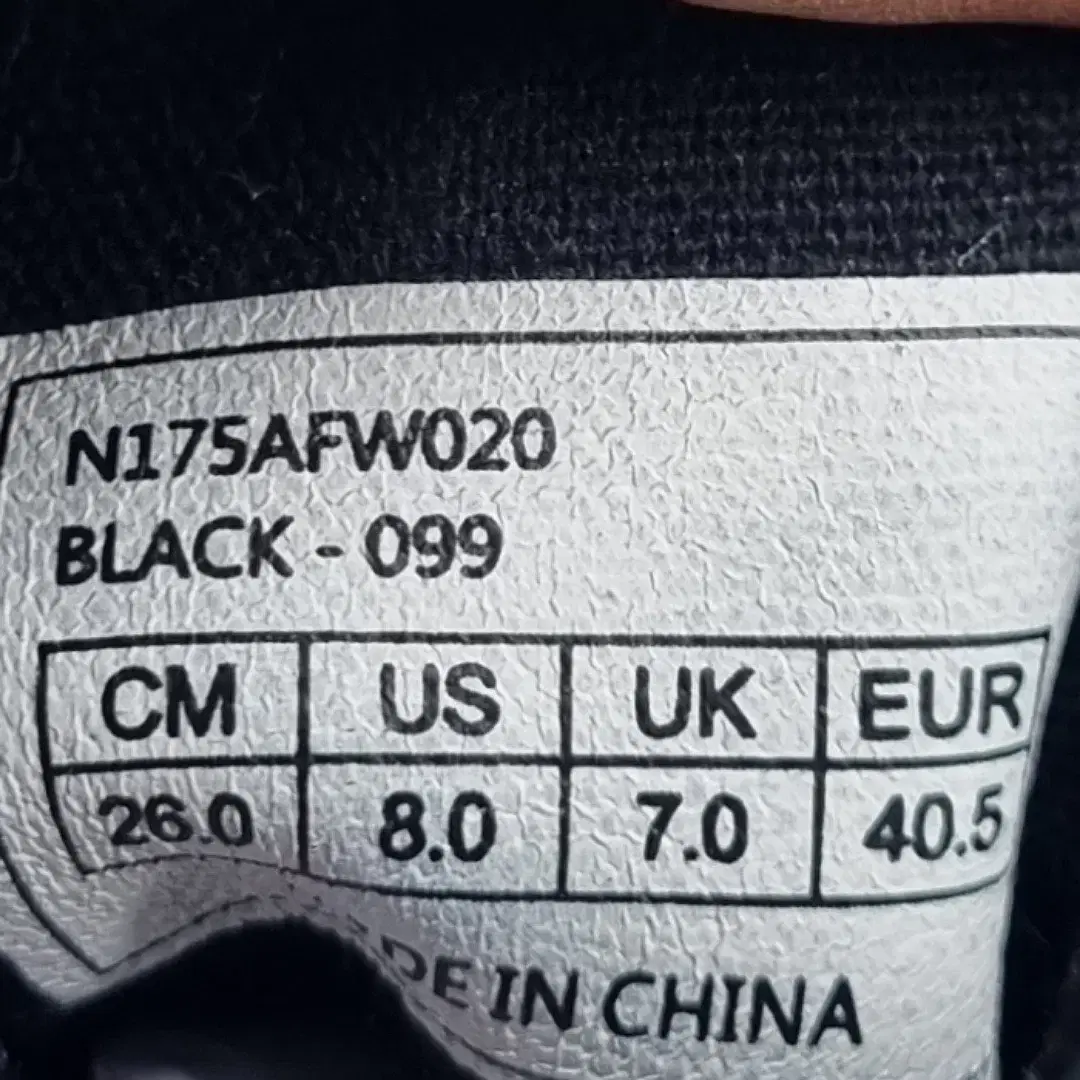 N175AFW020
BLACK - 099
CM US UK EUR
26.0 8.0 7.0 40.5
IN CHINA